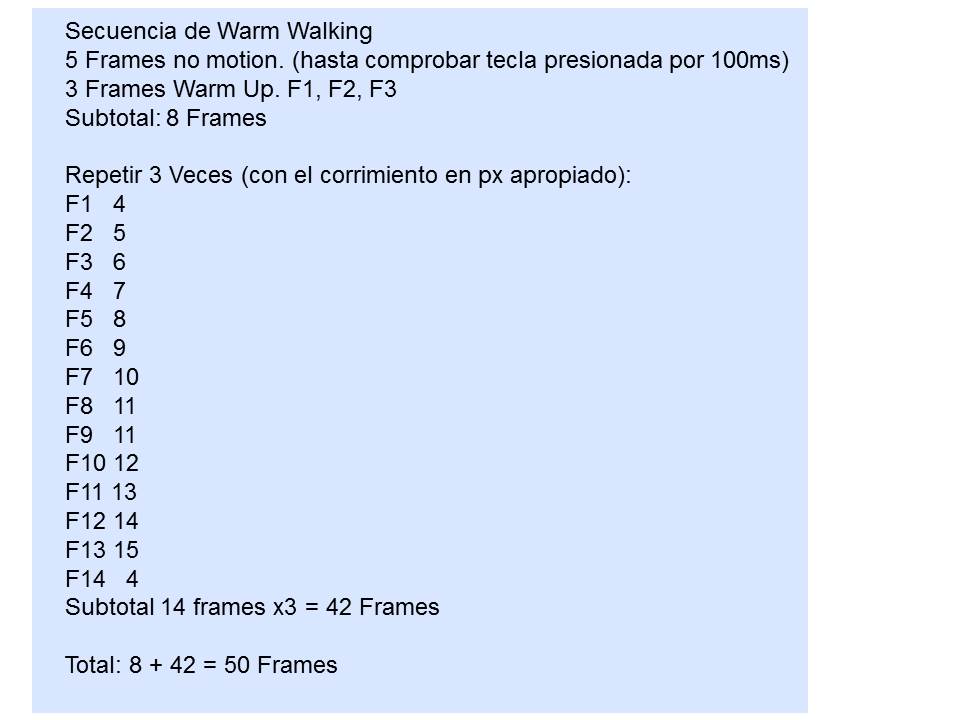 Secuencia de Warm Walking
5 Frames no motion. (hasta comprobar tecla presionada por 100ms)
3 Frames Warm Up. F1, F2, F3
Subtotal: 8 Frames
Repetir 3 Veces (con el corrimiento en px apropiado):
F1 4
F2 5
F3 6
F4 7
F5 8
F6 9
F7 10
F8 11
F9 11
F10 12
F11 13
F12 14
F13 15
F14 4
Subtotal 14 frames x3 = 42 Frames
Total: 8 + 42 = 50 Frames